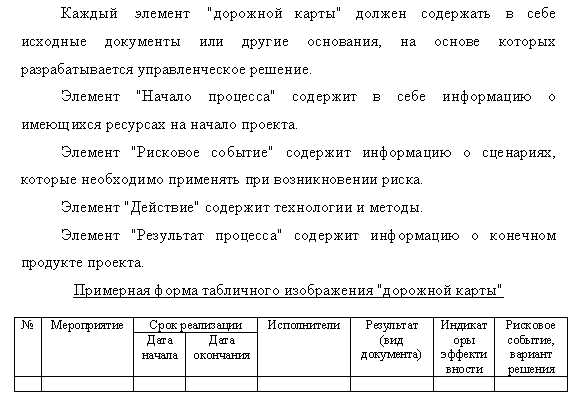 Каждый элемент "дорожной карты" должен содержать в себе
исходные документы или другие основания, на основе которых
разрабатывается управленческое решение.
Элемент "Начало процесса" содержит в себе информацию о
имеющихся ресурсах на начало проекта.
Элемент "Рисковое событие" содержит информацию о сценариях,
которые необходимо применять при возникновении риска.
Элемент "Действие" содержит технологии и методы.
Элемент "Результат процесса" содержит информацию о конечном
продукте проекта.
Примерная форма табличного изображения "дорожной карты"
№ Мероприятие Срок реализации Исполнители Результат Индикат Рисковое
Дата Дата (вид оры событие,
начала окончания документа) эффекти вариант
вности решения